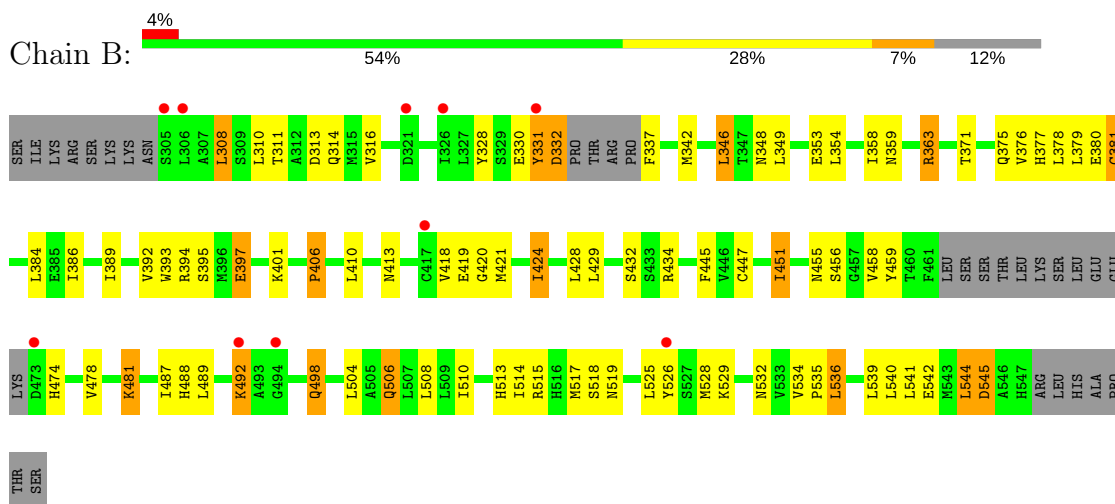 4%
Chain B:
54% 28% 7% 12%
SER ILE LYS ARG SER LYS LYS ASN S305 L306 A307 L308 S309 L310 T311 A312 D313 Q314 M315 V316 D321 I326 L327 Y328 S329 E330 Y331 D332 PRO THR ARG PRO F337 M342 L346 T347 N348 L349 E353 L354 I358 N359 R363 T371 Q375 V376 H377 L378 L379 E380
L384 E385 I386 I389 V392 W393 R394 S395 M396 E397 K401 P406 L410 N413 C417 V418 E419 G420 M421 I424 L428 L429 S432 S433 R434 F445 V446 C447 I451 N455 S456 G457 V458 Y459 T460 F461 LEU SER SER THR LEU LYS SER LEU GLU
LYS D473 H474 V478 K481 I487 H488 L489 K492 A493 G494 Q498 L504 A505 Q506 L507 L508 L509 I510 H513 I514 R515 H516 M517 S518 N519 L525 Y526 S527 M528 K529 N532 V533 V534 P535 L536 L539 L540 L541 E542 M543 L544 D545 A546 H547 ARG LEU HIS ALA PRO
THR SER